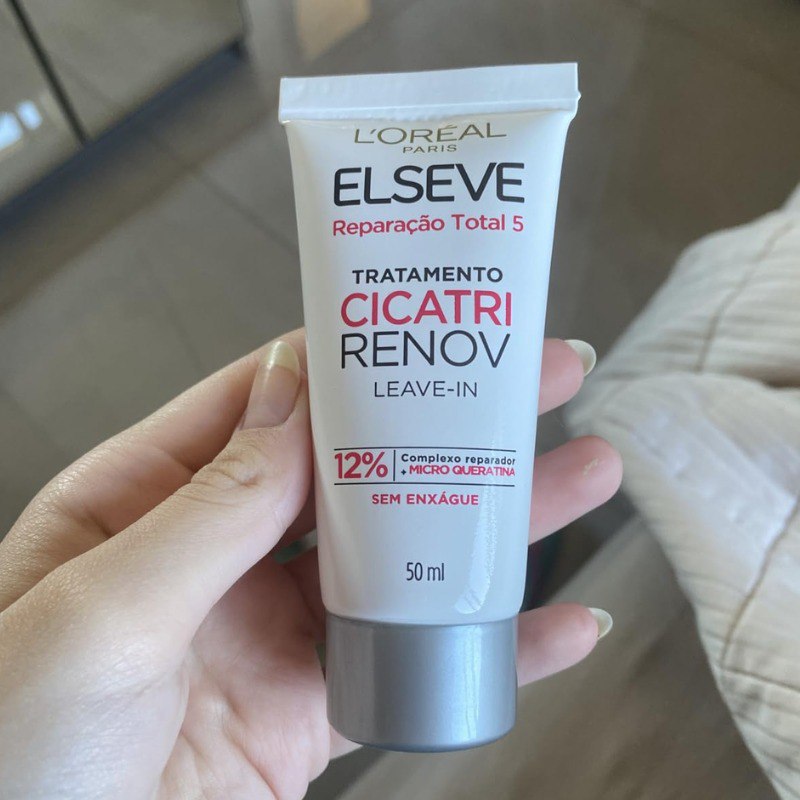 L'ORÉAL
PARIS
ELSEVE
Reparação Total 5
TRATAMENTO
CICATRI
RENOV
LEAVE-IN
12% Complexo reparador
+ MICRO QUERATINA
SEM ENXÁGUE
50 ml